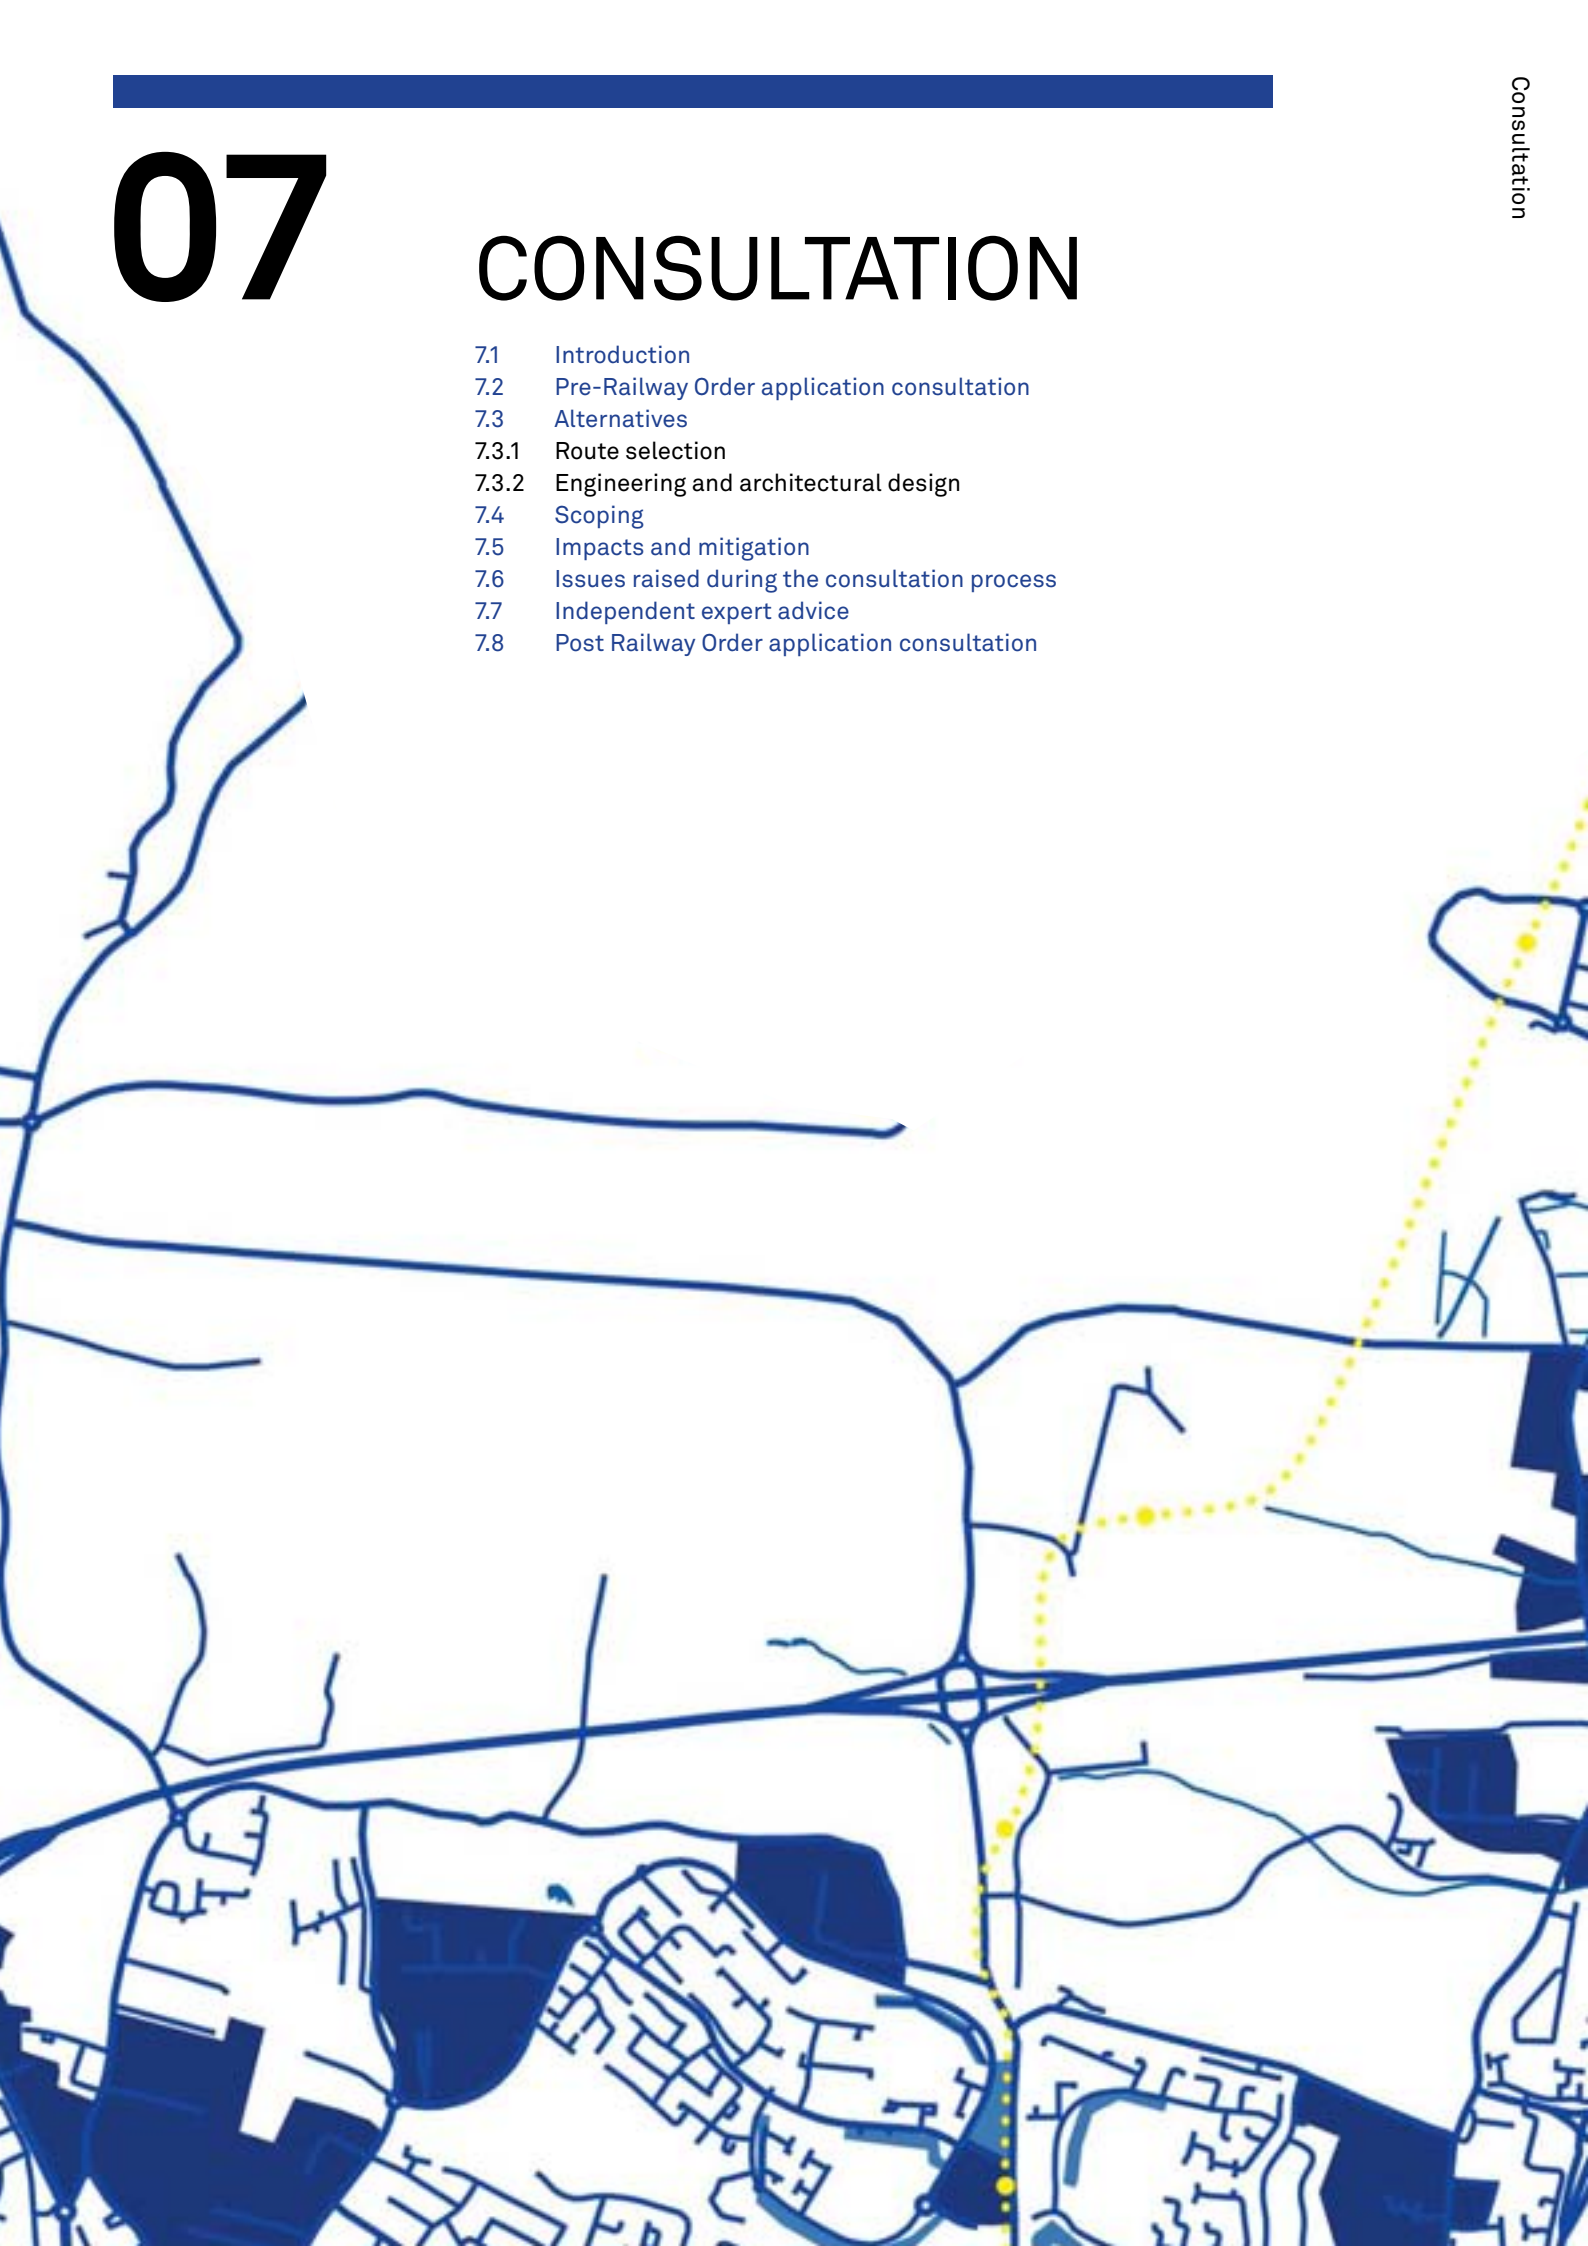 Consultation
07
CONSULTATION
7.1 Introduction
7.2 Pre-Railway Order application consultation
7.3 Alternatives
7.3.1 Route selection
7.3.2 Engineering and architectural design
7.4 Scoping
7.5 Impacts and mitigation
7.6 Issues raised during the consultation process
7.7 Independent expert advice
7.8 Post Railway Order application consultation